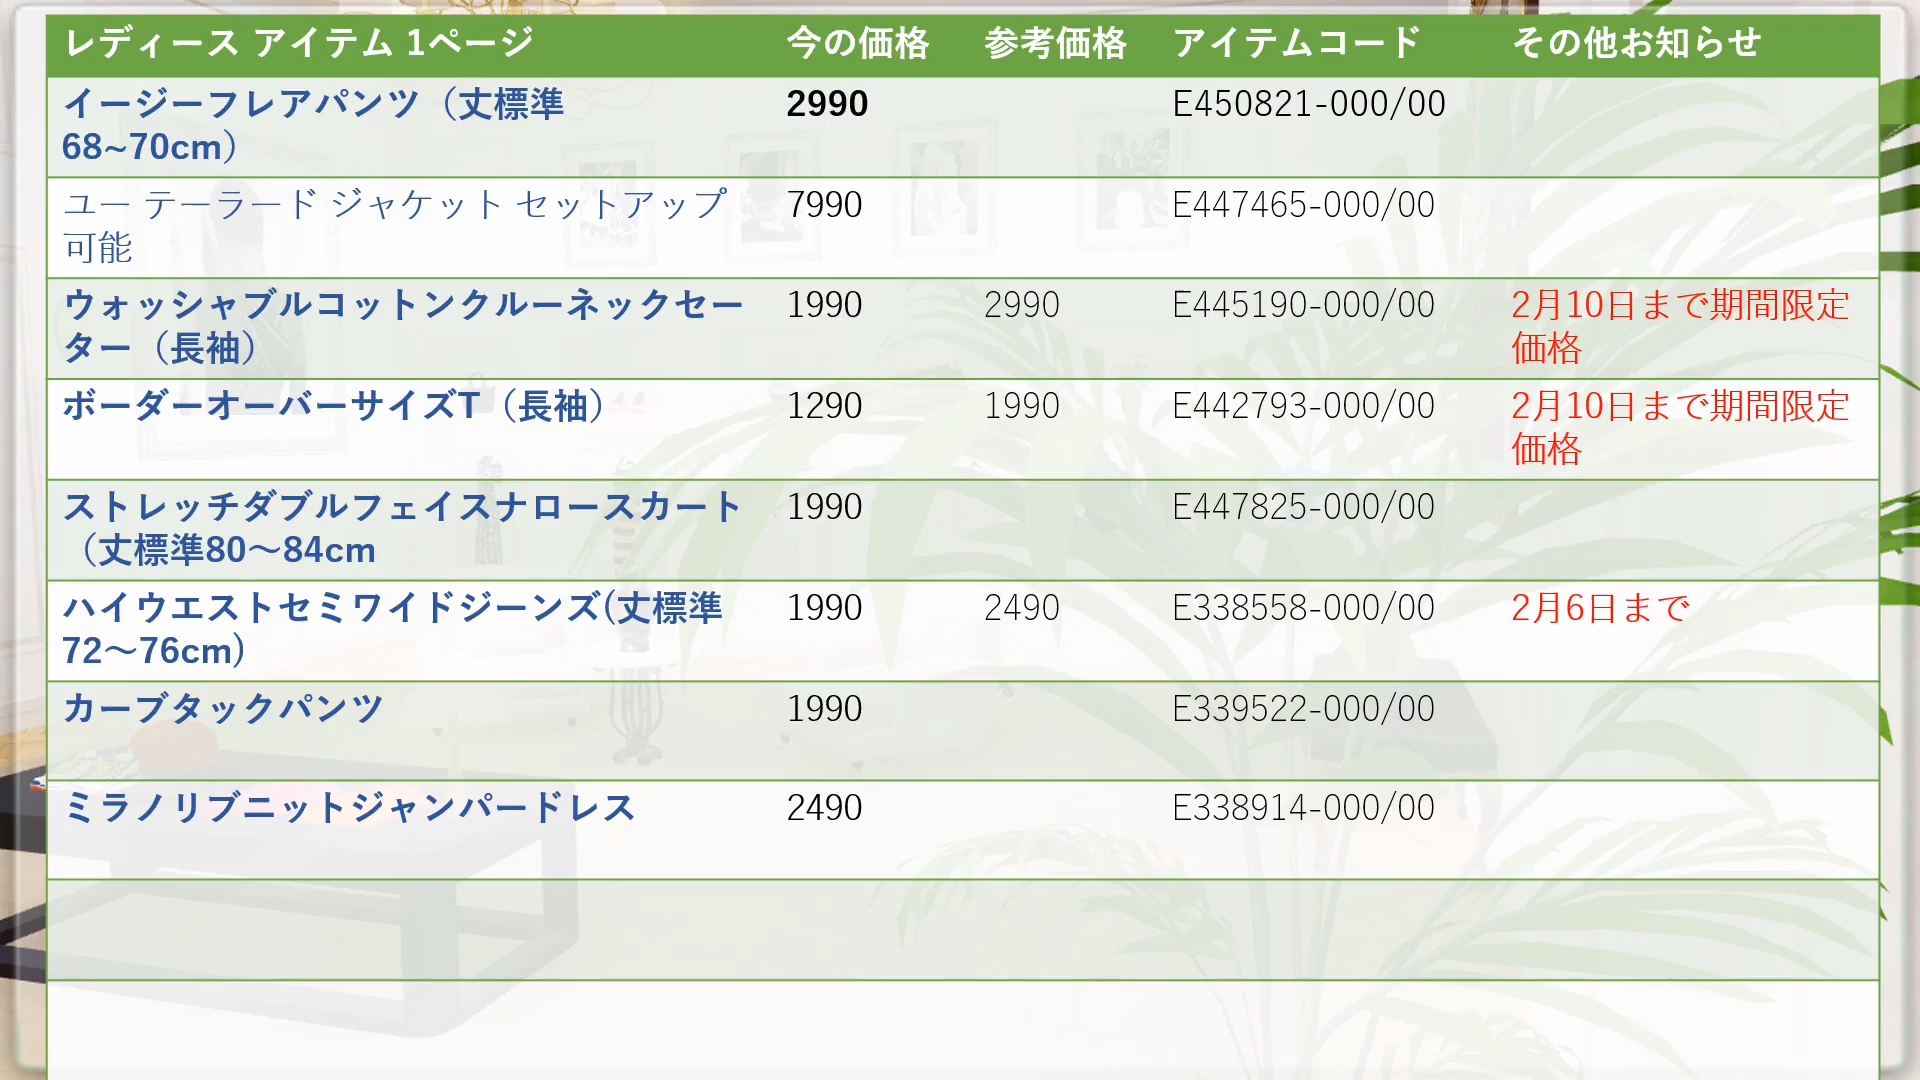 レディース アイテム 1ページ 今の価格 参考価格 アイテムコード その他お知らせ
イージーフレアパンツ（丈標準 2990 E450821-000/00
68~70cm）
ユー テーラード ジャケット セットアップ 7990 E447465-000/00
可能
ウォッシャブルコットンクルーネックセー 1990 2990 E445190-000/00 2月10日まで期間限定
ター（長袖） 価格
ボーダーオーバーサイズT（長袖） 1290 1990 E442793-000/00 2月10日まで期間限定
価格
ストレッチダブルフェイスナロースカート 1990 E447825-000/00
（丈標準80〜84cm
ハイウエストセミワイドジーンズ(丈標準 1990 2490 E338558-000/00 2月6日まで
72〜76cm)
カーブタックパンツ 1990 E339522-000/00
ミラノリブニットジャンパードレス 2490 E338914-000/00